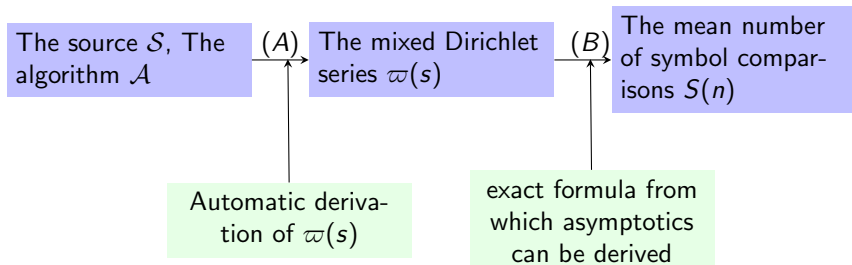 The source 𝒮, The
algorithm 𝒜
(A)
The mixed Dirichlet
series ϖ(s)
(B)
The mean number
of symbol compar-
isons S(n)
Automatic deriva-
tion of ϖ(s)
exact formula from
which asymptotics
can be derived